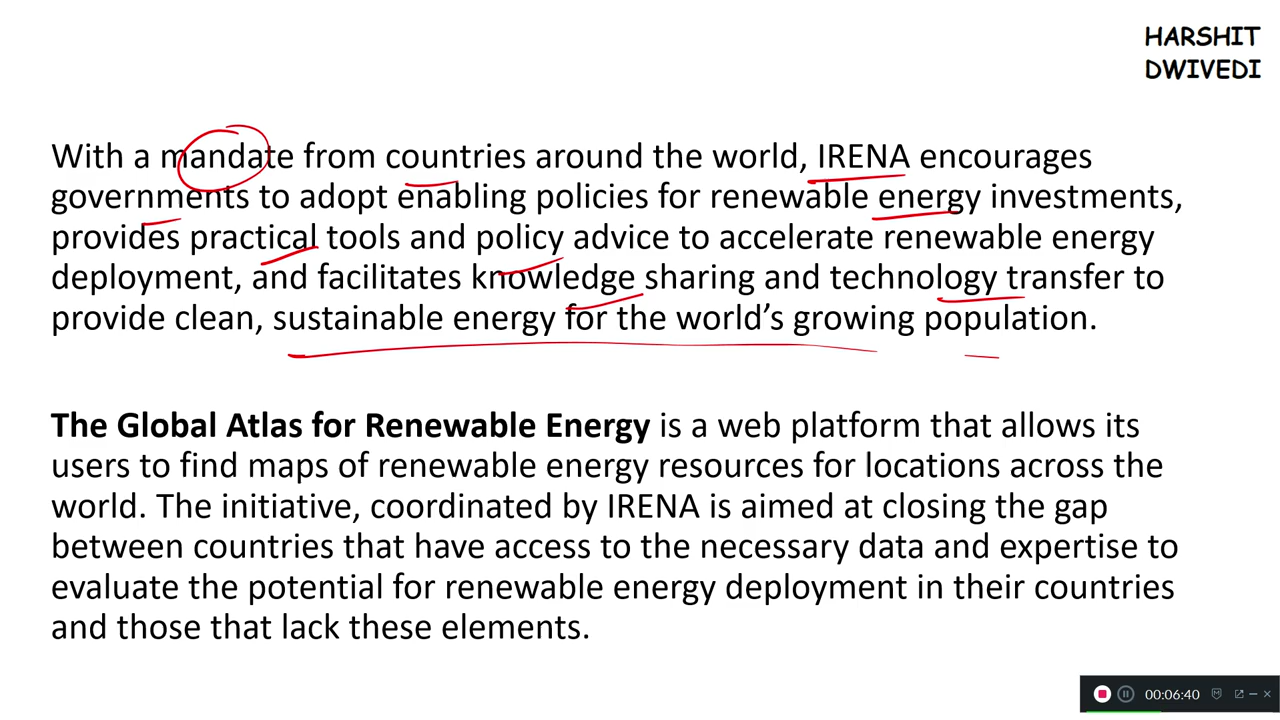 HARSHIT
DWIVEDI
With a mandate from countries around the world, IRENA encourages
governments to adopt enabling policies for renewable energy investments,
provides practical tools and policy advice to accelerate renewable energy
deployment, and facilitates knowledge sharing and technology transfer to
provide clean, sustainable energy for the world’s growing population.
The Global Atlas for Renewable Energy is a web platform that allows its
users to find maps of renewable energy resources for locations across the
world. The initiative, coordinated by IRENA is aimed at closing the gap
between countries that have access to the necessary data and expertise to
evaluate the potential for renewable energy deployment in their countries
and those that lack these elements.
00:06:40